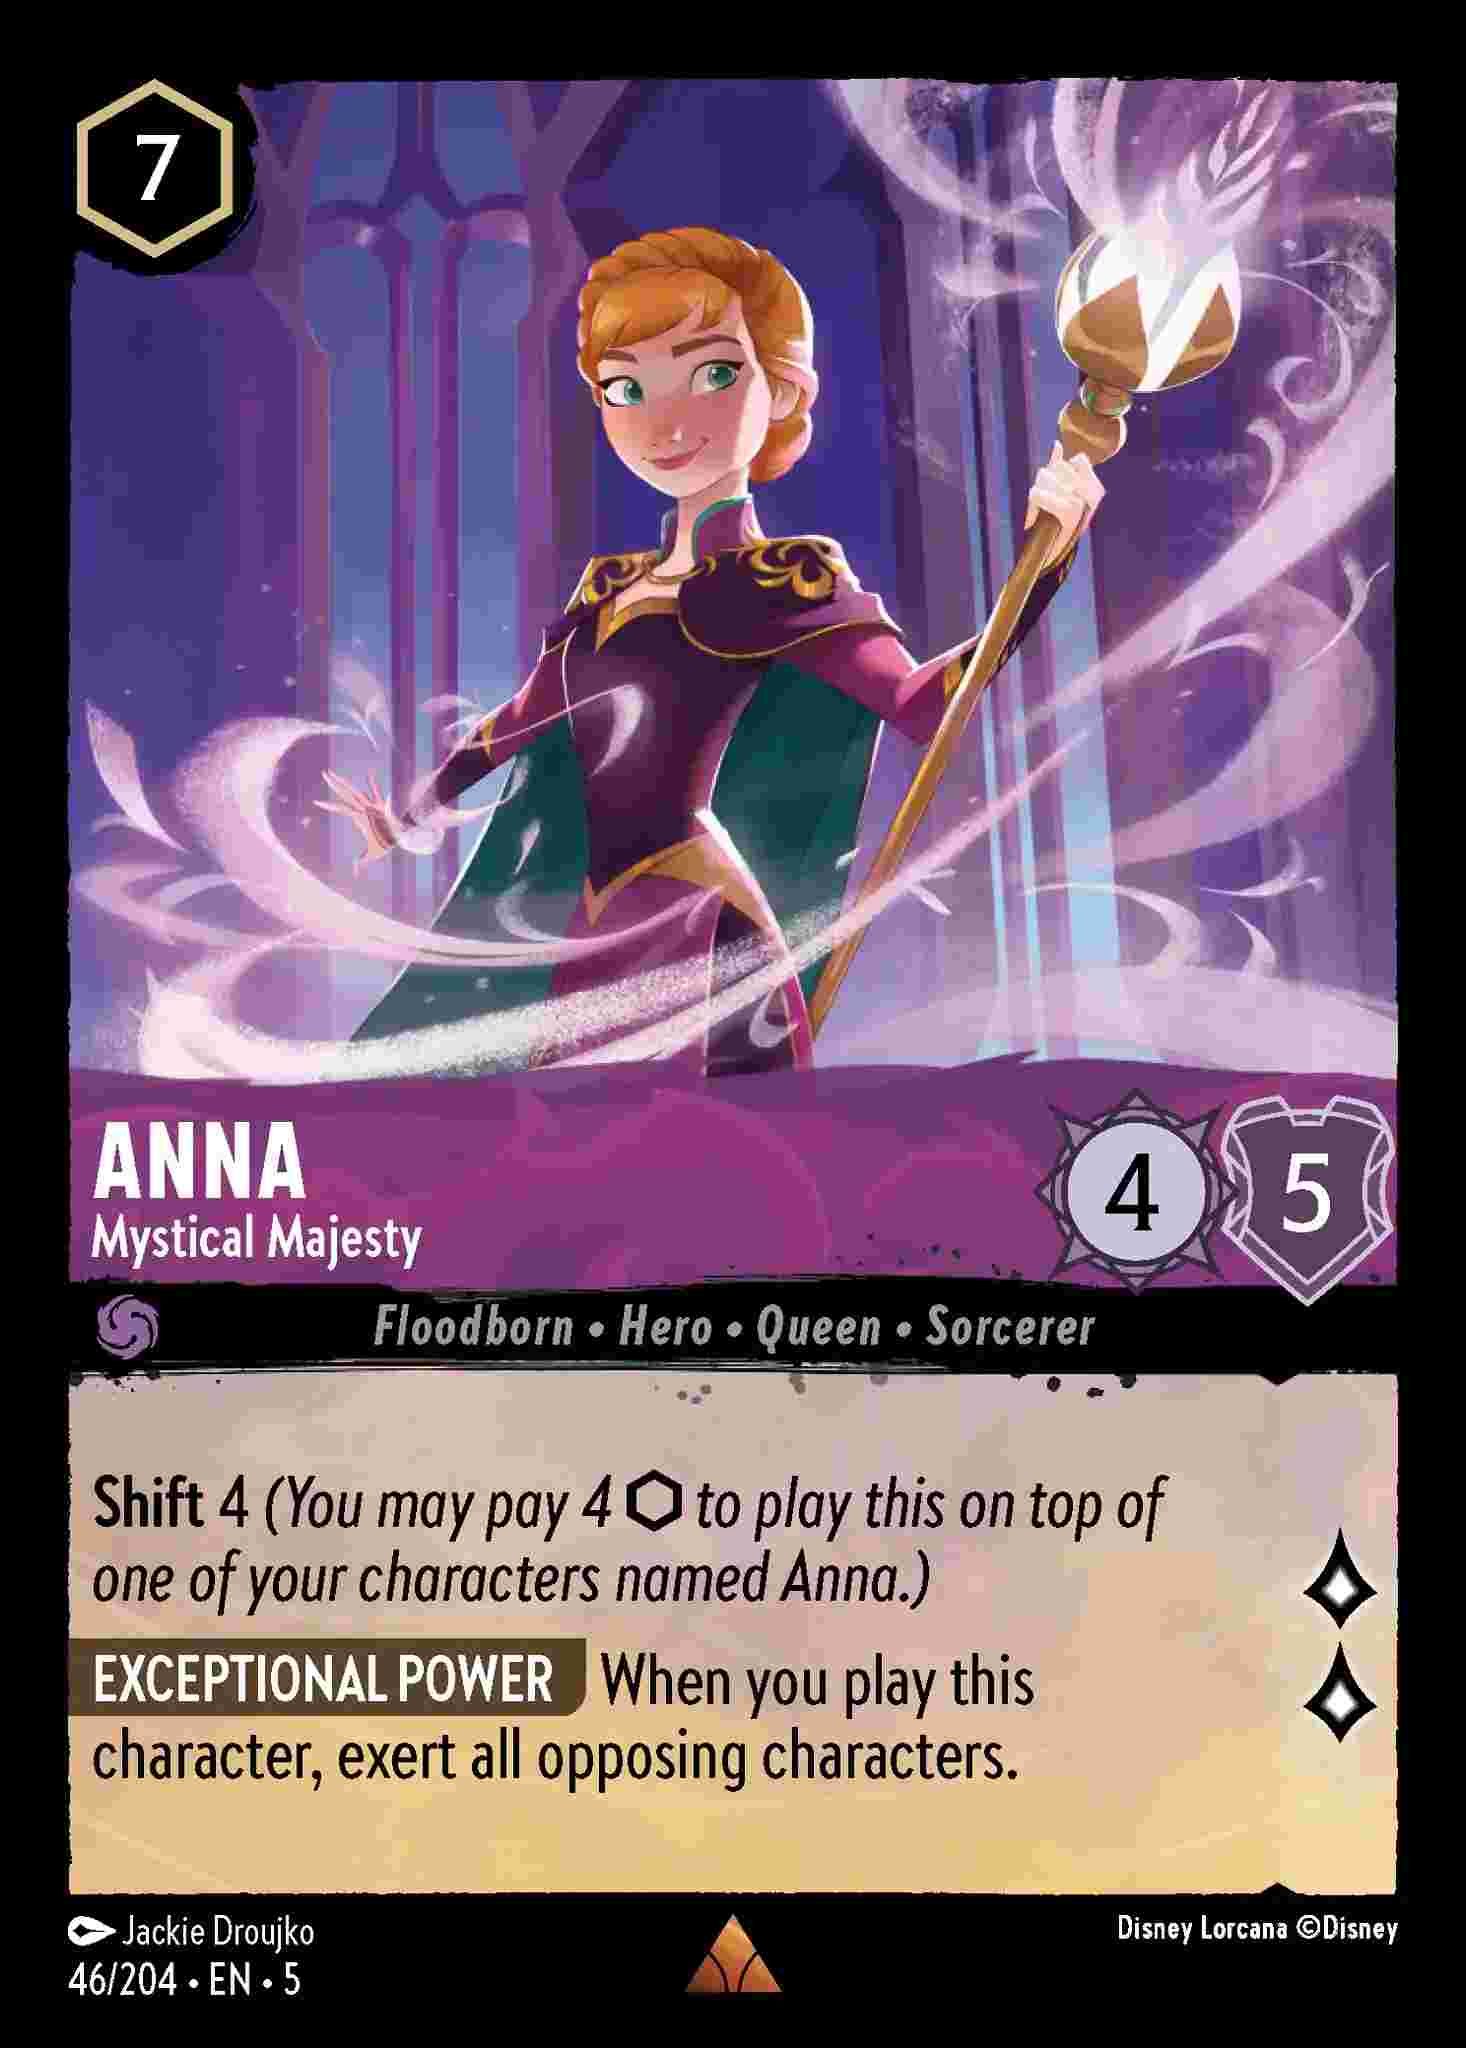 7
ANNA
Mystical Majesty
4
5
Floodborn • Hero • Queen • Sorcerer
Shift 4 (You may pay 4 ⬡ to play this on top of
one of your characters named Anna.)
EXCEPTIONAL POWER When you play this
character, exert all opposing characters.
Jackie Droujko
46/204 • EN • 5
Disney Lorcana ©Disney